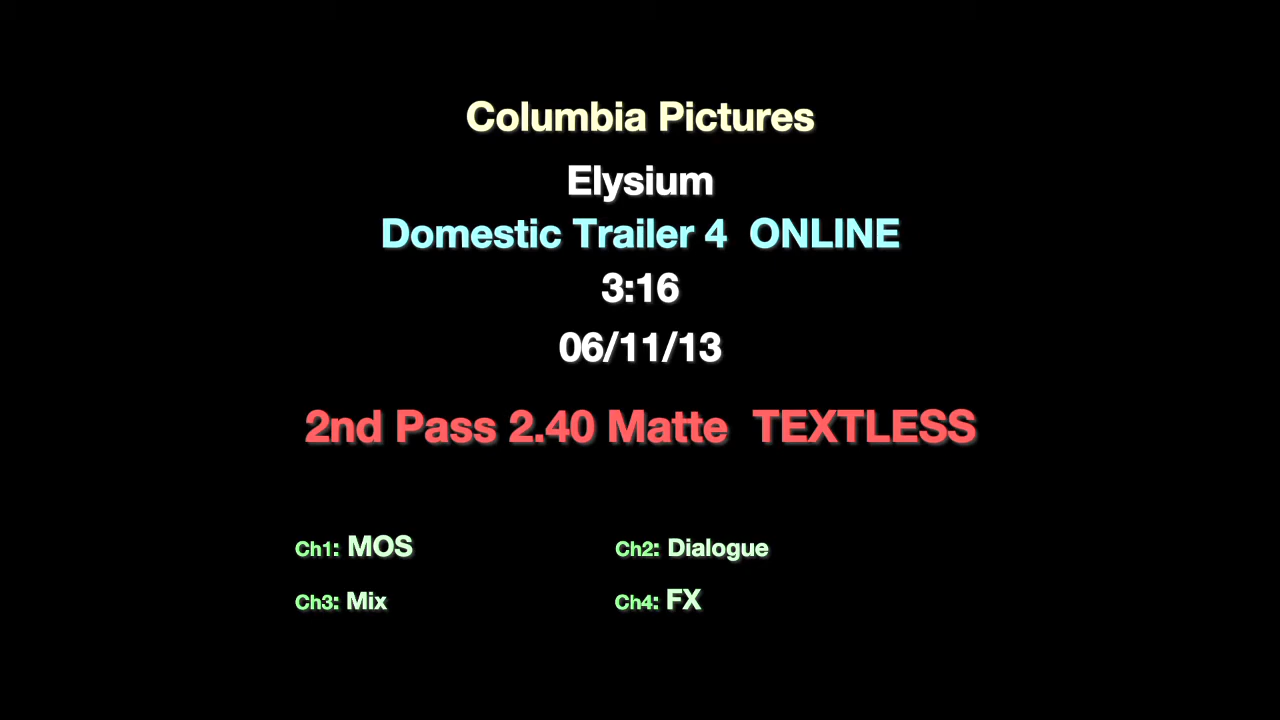 Columbia Pictures
Elysium
Domestic Trailer 4 ONLINE
3:16
06/11/13
2nd Pass 2.40 Matte TEXTLESS
Ch1: MOS Ch2: Dialogue
Ch3: Mix Ch4: FX